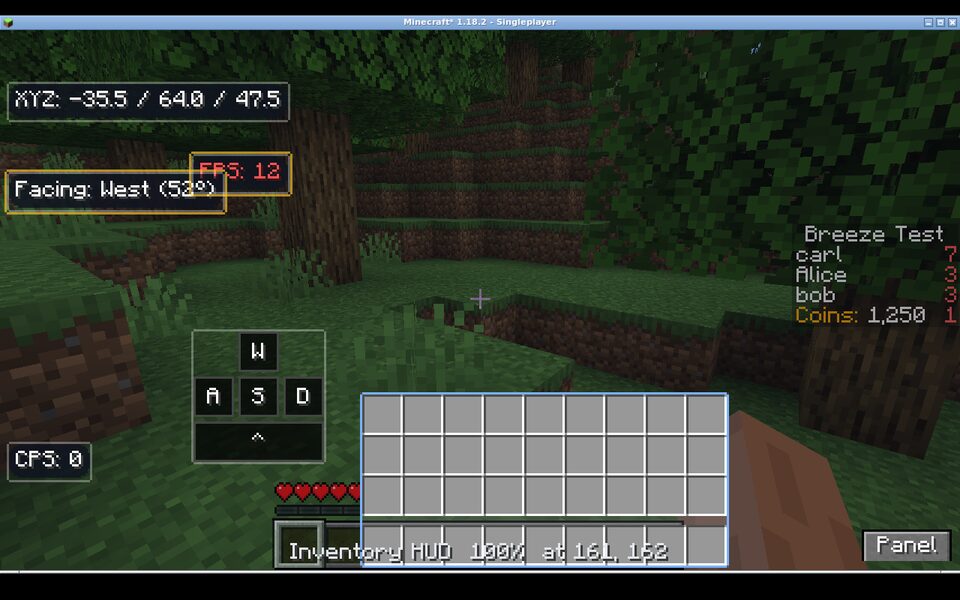 Minecraft* 1.18.2 - Singleplayer
XYZ: -35.5 / 64.0 / 47.5
FPS: 12
Facing: West (52°)
Breeze Test
carl 7
Alice 3
bob 3
Coins: 1,250 1
W
A S D
^
CPS: 0
Inventory HUD 100% at 161, 162
Panel